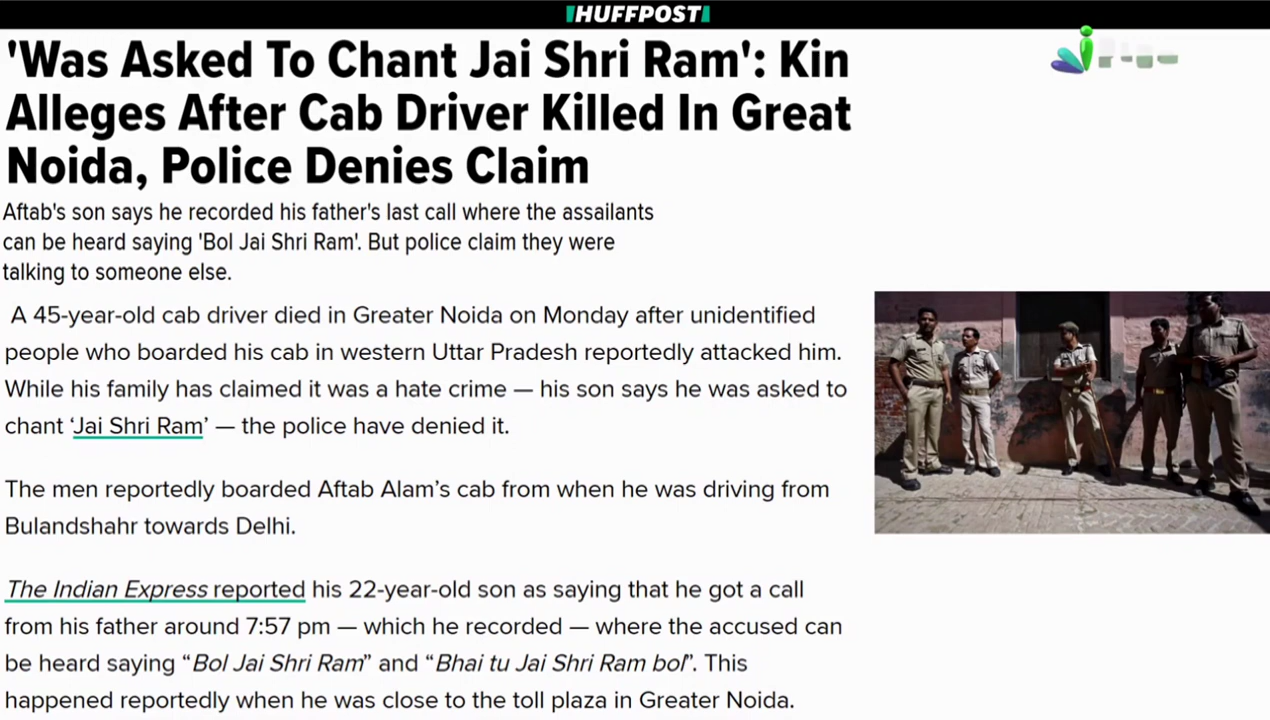 HUFFPOST
'Was Asked To Chant Jai Shri Ram': Kin
Alleges After Cab Driver Killed In Great
Noida, Police Denies Claim
Aftab's son says he recorded his father's last call where the assailants
can be heard saying 'Bol Jai Shri Ram'. But police claim they were
talking to someone else.
A 45-year-old cab driver died in Greater Noida on Monday after unidentified
people who boarded his cab in western Uttar Pradesh reportedly attacked him.
While his family has claimed it was a hate crime — his son says he was asked to
chant ‘Jai Shri Ram’ — the police have denied it.
The men reportedly boarded Aftab Alam’s cab from when he was driving from
Bulandshahr towards Delhi.
The Indian Express reported his 22-year-old son as saying that he got a call
from his father around 7:57 pm — which he recorded — where the accused can
be heard saying “Bol Jai Shri Ram” and “Bhai tu Jai Shri Ram bol”. This
happened reportedly when he was close to the toll plaza in Greater Noida.